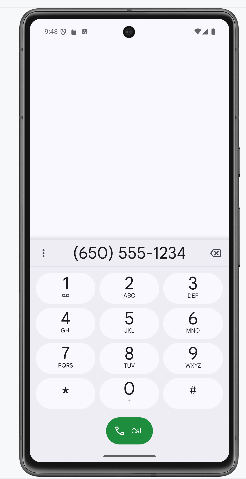 9:48
(650) 555-1234
1
2 ABC
3 DEF
4 GHI
5 JKL
6 MNO
7 PQRS
8 TUV
9 WXYZ
*
0 +
#
Call